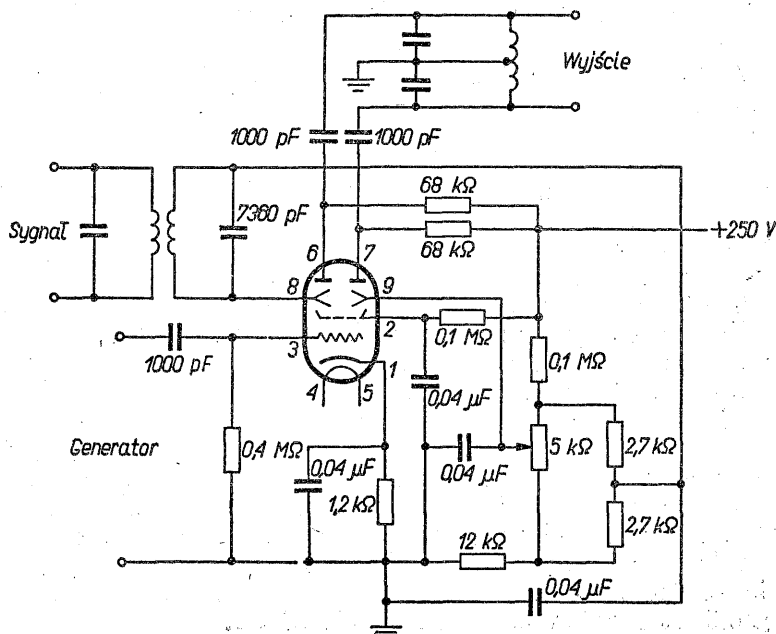 Wyjście
1000 pF
1000 pF
68 kΩ
7360 pF
Sygnał
68 kΩ
+250 V
6
7
8
9
2
0,1 MΩ
3
1000 pF
1
0,1 MΩ
4
5
0,04 μF
Generator
0,4 MΩ
0,04 μF
0,04 μF
5 kΩ
2,7 kΩ
1,2 kΩ
12 kΩ
2,7 kΩ
0,04 μF